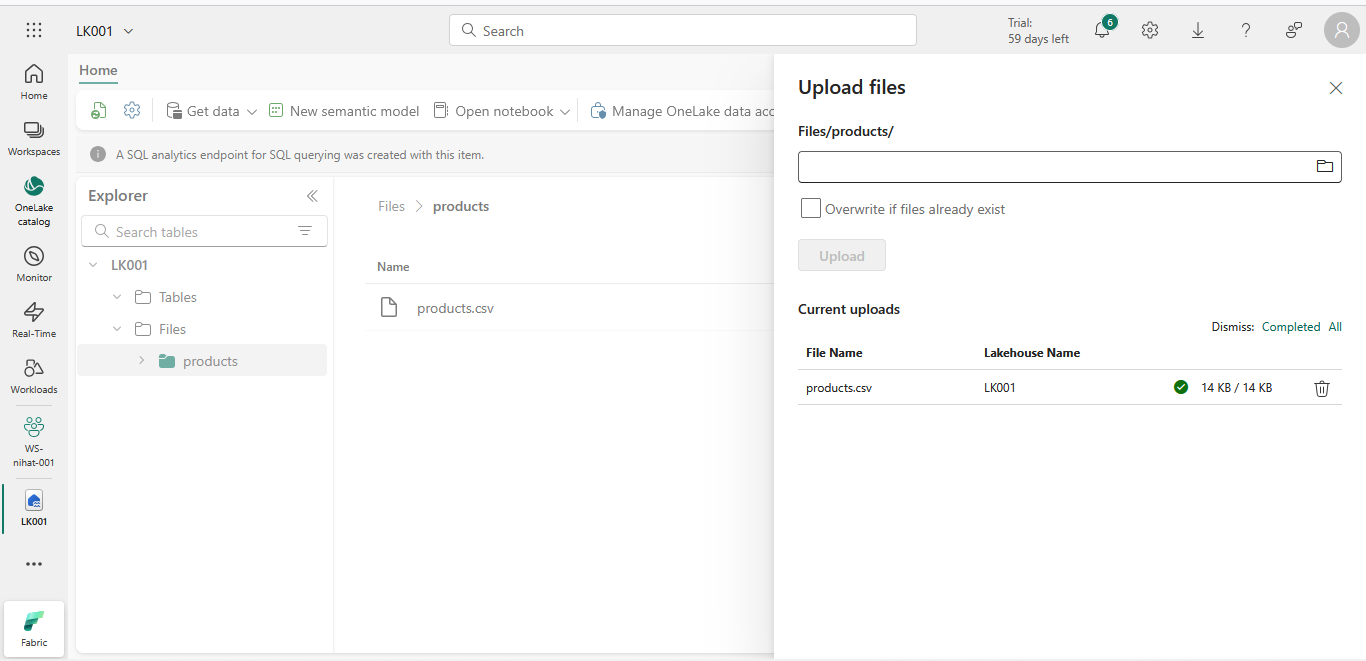 LK001
Search
Trial:
59 days left
6
Home
Workspaces
OneLake
catalog
Monitor
Real-Time
Workloads
WS-
nihat-001
LK001
Fabric
Home
Get data
New semantic model
Open notebook
Manage OneLake data acc
A SQL analytics endpoint for SQL querying was created with this item.
Explorer
Search tables
LK001
Tables
Files
products
Files > products
Name
products.csv
Upload files
Files/products/
Overwrite if files already exist
Upload
Current uploads
Dismiss: Completed All
File Name Lakehouse Name
products.csv LK001 14 KB / 14 KB